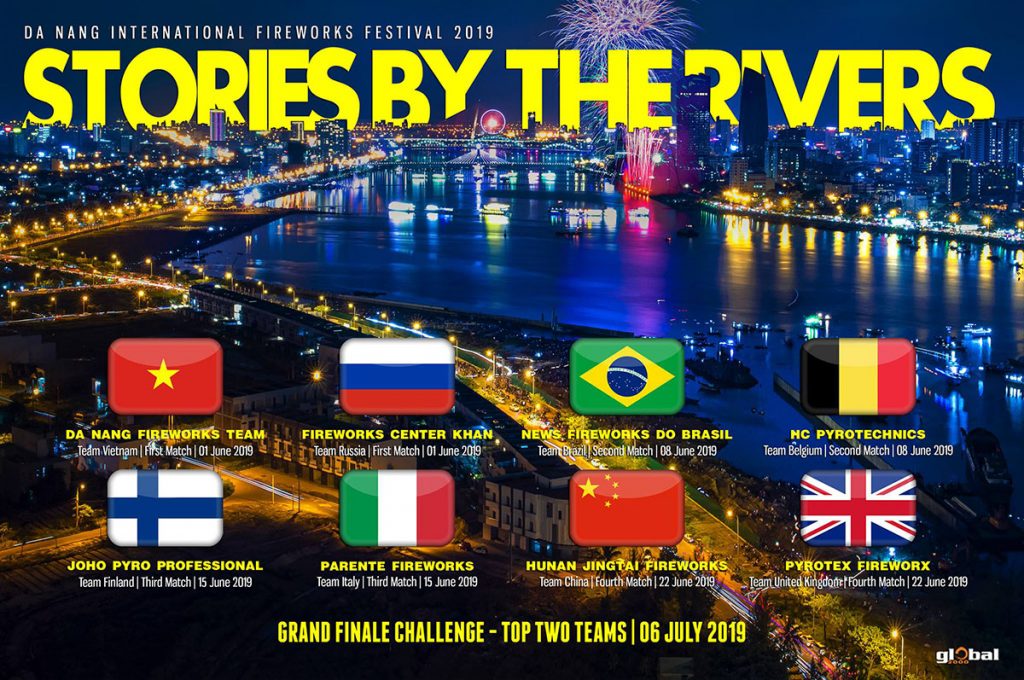 DA NANG INTERNATIONAL FIREWORKS FESTIVAL 2019
STORIES BY THE RIVERS
DA NANG FIREWORKS TEAM
Team Vietnam | First Match | 01 June 2019
FIREWORKS CENTER KHAN
Team Russia | First Match | 01 June 2019
NEWS FIREWORKS DO BRASIL
Team Brazil | Second Match | 08 June 2019
HC PYROTECHNICS
Team Belgium | Second Match | 08 June 2019
JOHO PYRO PROFESSIONAL
Team Finland | Third Match | 15 June 2019
PARENTE FIREWORKS
Team Italy | Third Match | 15 June 2019
HUNAN JINGTAI FIREWORKS
Team China | Fourth Match | 22 June 2019
PYROTEX FIREWORX
Team United Kingdom | Fourth Match | 22 June 2019
GRAND FINALE CHALLENGE - TOP TWO TEAMS | 06 JULY 2019
global
2000